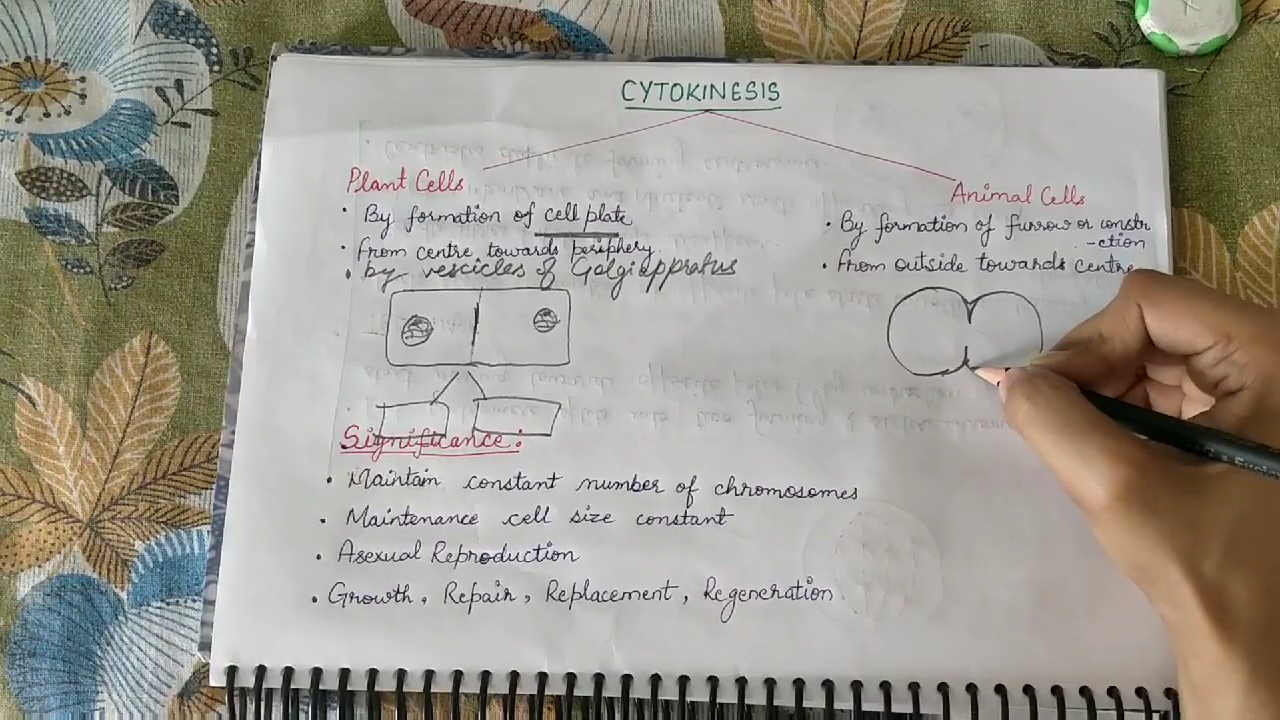 CYTOKINESIS
Plant Cells
• By formation of cell plate
• From centre towards periphery.
• by vescicles of Golgi appratus
Animal Cells
• By formation of furrow or constr
-ction
• From outside towards centre
Significance:
• Maintain constant number of chromosomes
• Maintenance cell size constant
• Asexual Reproduction
• Growth, Repair, Replacement, Regeneration